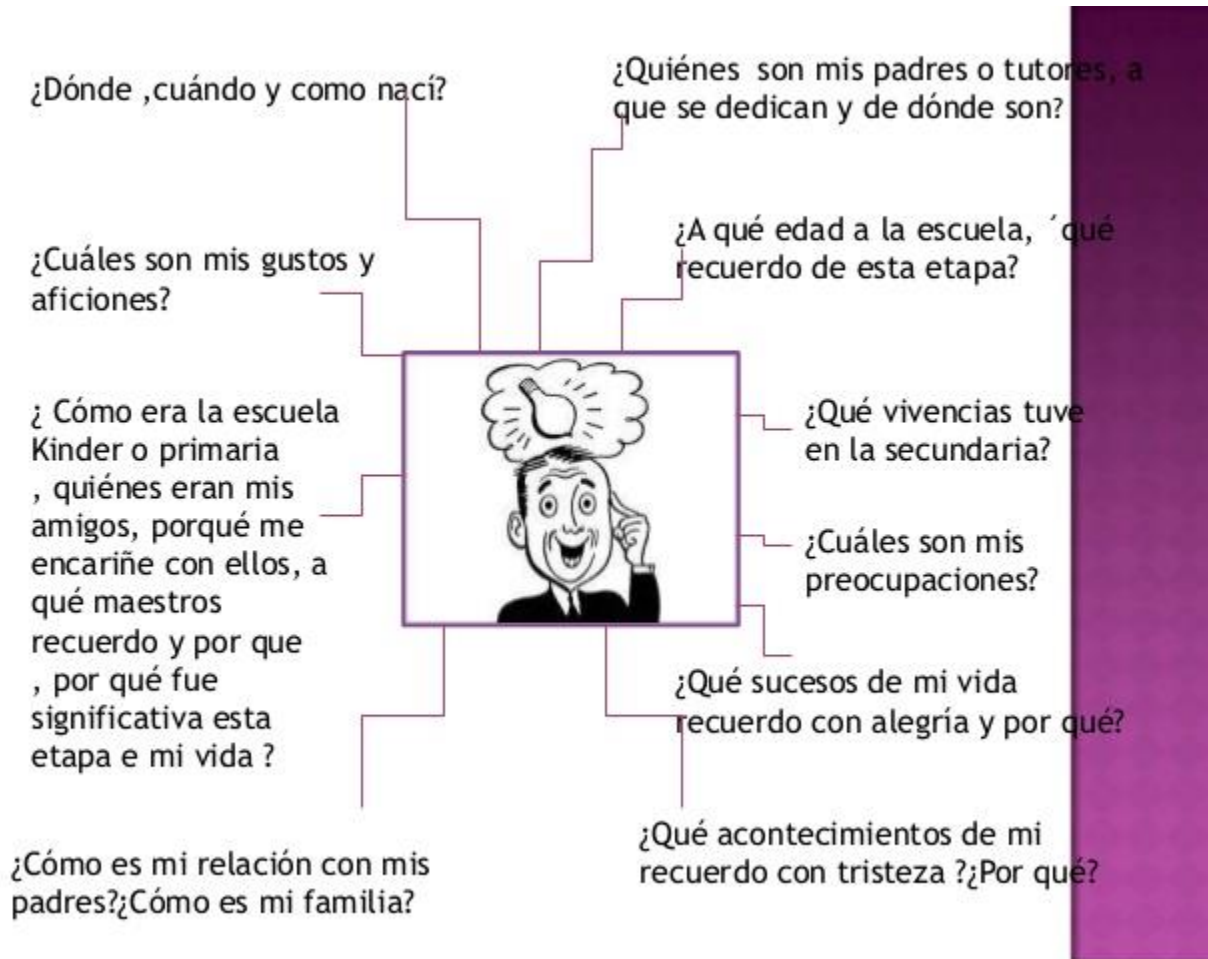 ¿Dónde ,cuándo y como nací?
¿Quiénes son mis padres o tutores, a
que se dedican y de dónde son?
¿A qué edad a la escuela, ´qué
recuerdo de esta etapa?
¿Cuáles son mis gustos y
aficiones?
¿ Cómo era la escuela
Kinder o primaria
, quiénes eran mis
amigos, porqué me
encariñe con ellos, a
qué maestros
recuerdo y por que
, por qué fue
significativa esta
etapa e mi vida ?
¿Qué vivencias tuve
en la secundaria?
¿Cuáles son mis
preocupaciones?
¿Qué sucesos de mi vida
recuerdo con alegría y por qué?
¿Qué acontecimientos de mi
recuerdo con tristeza ?¿Por qué?
¿Cómo es mi relación con mis
padres?¿Cómo es mi familia?